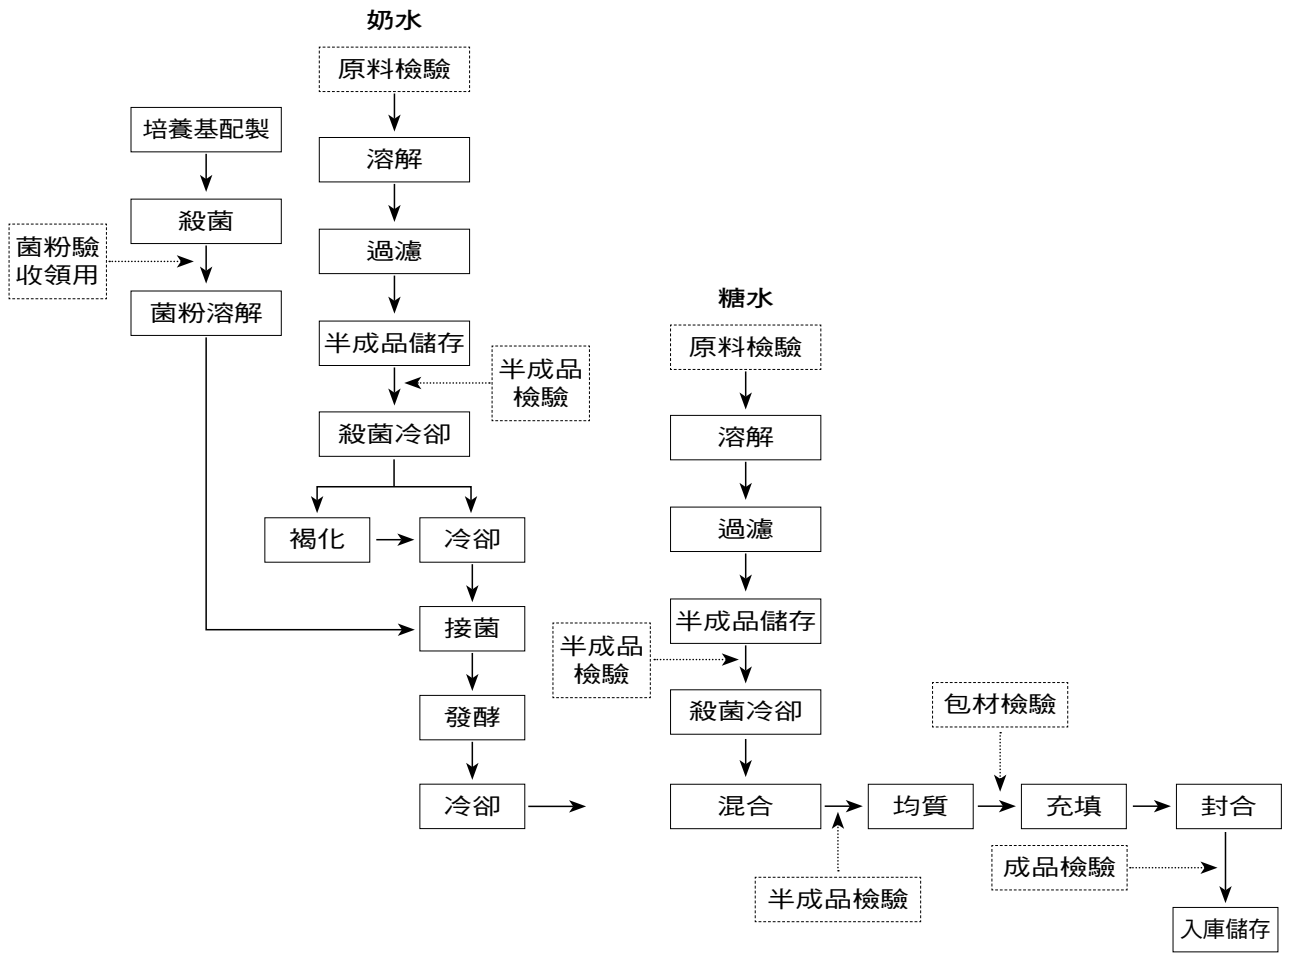 奶水
原料檢驗
培養基配製
溶解
殺菌
菌粉驗
收領用
過濾
菌粉溶解
半成品儲存
半成品
檢驗
殺菌冷卻
褐化
冷卻
接菌
發酵
冷卻
糖水
原料檢驗
溶解
過濾
半成品儲存
半成品
檢驗
殺菌冷卻
混合
半成品檢驗
均質
包材檢驗
充填
封合
成品檢驗
入庫儲存